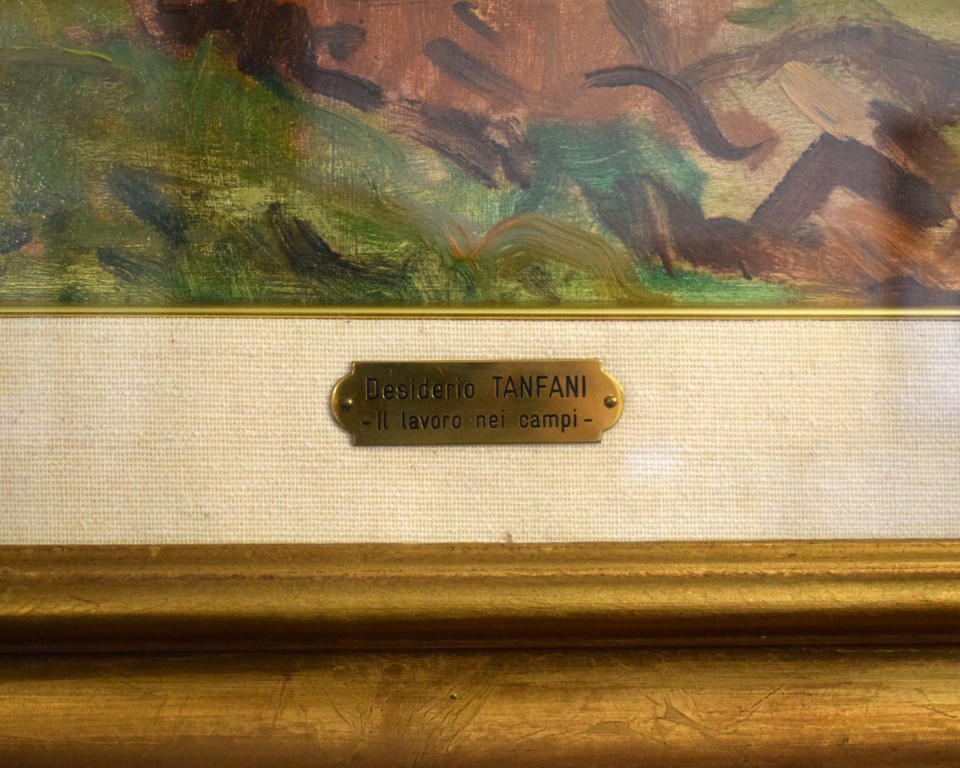 Desiderio TANFANI
-Il lavoro nei campi-